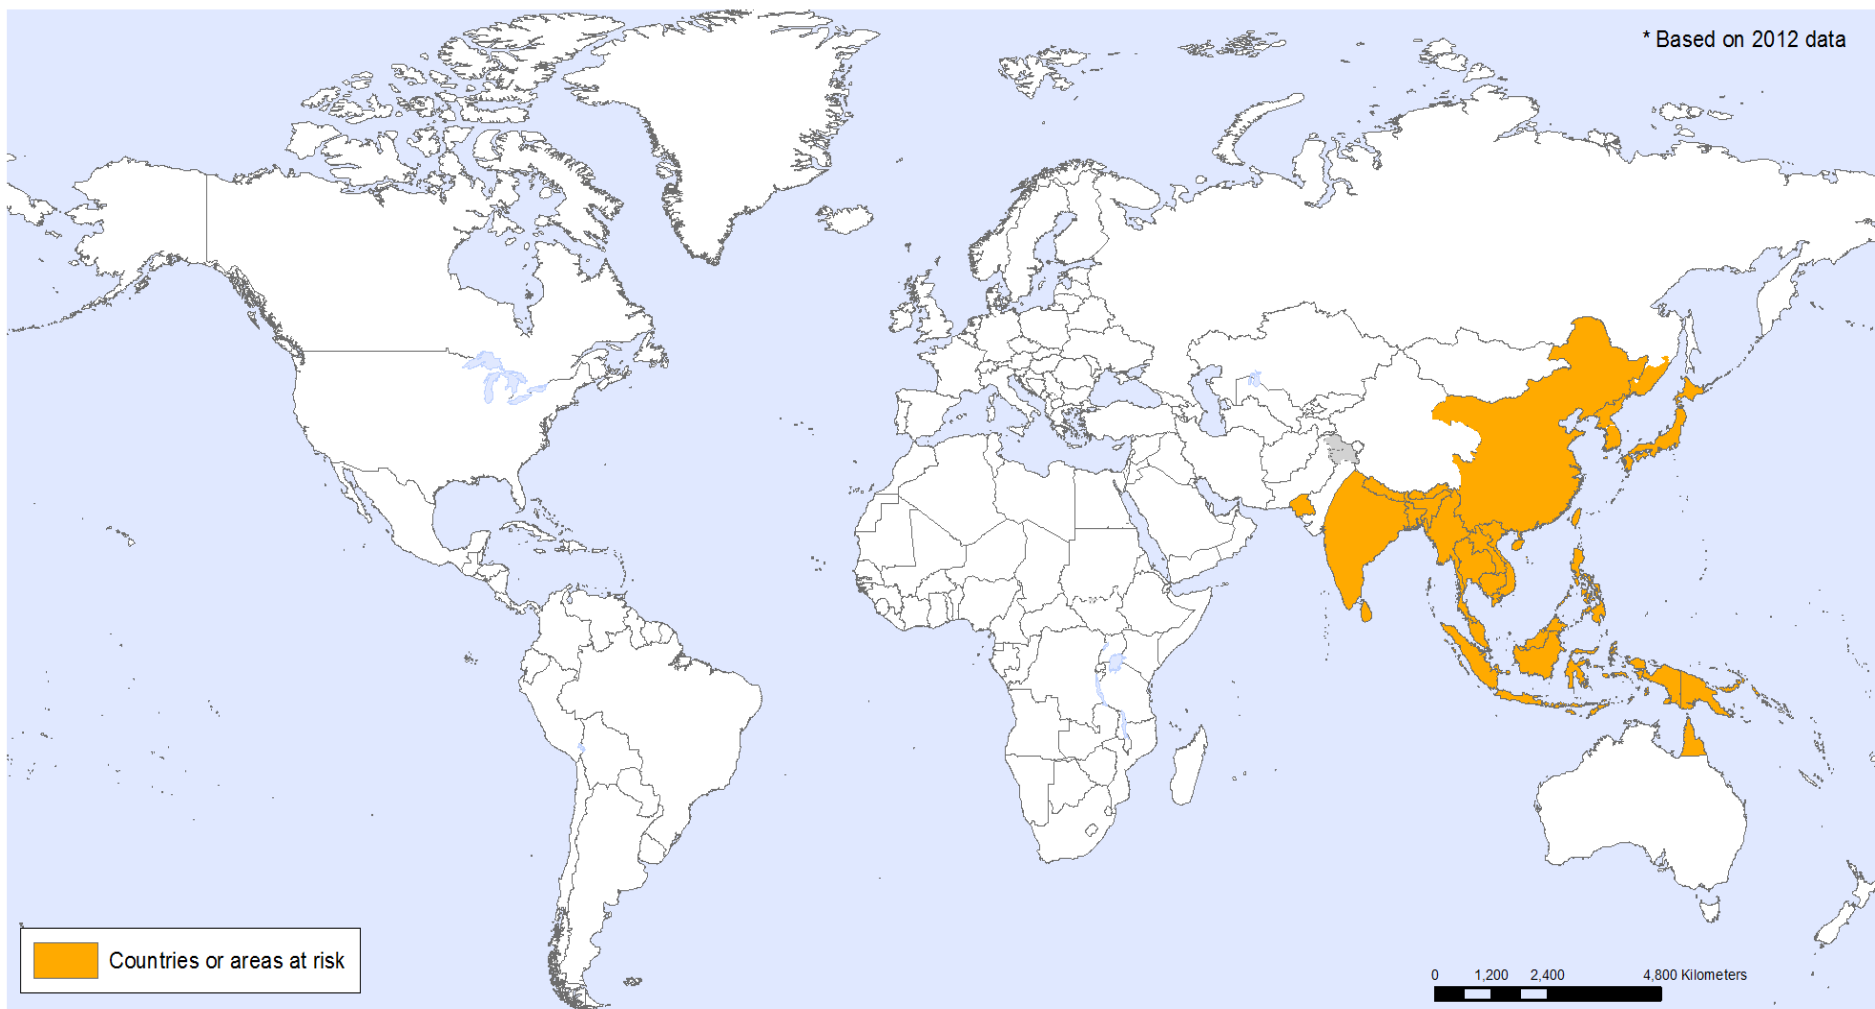 * Based on 2012 data
Countries or areas at risk
0 1,200 2,400 4,800 Kilometers